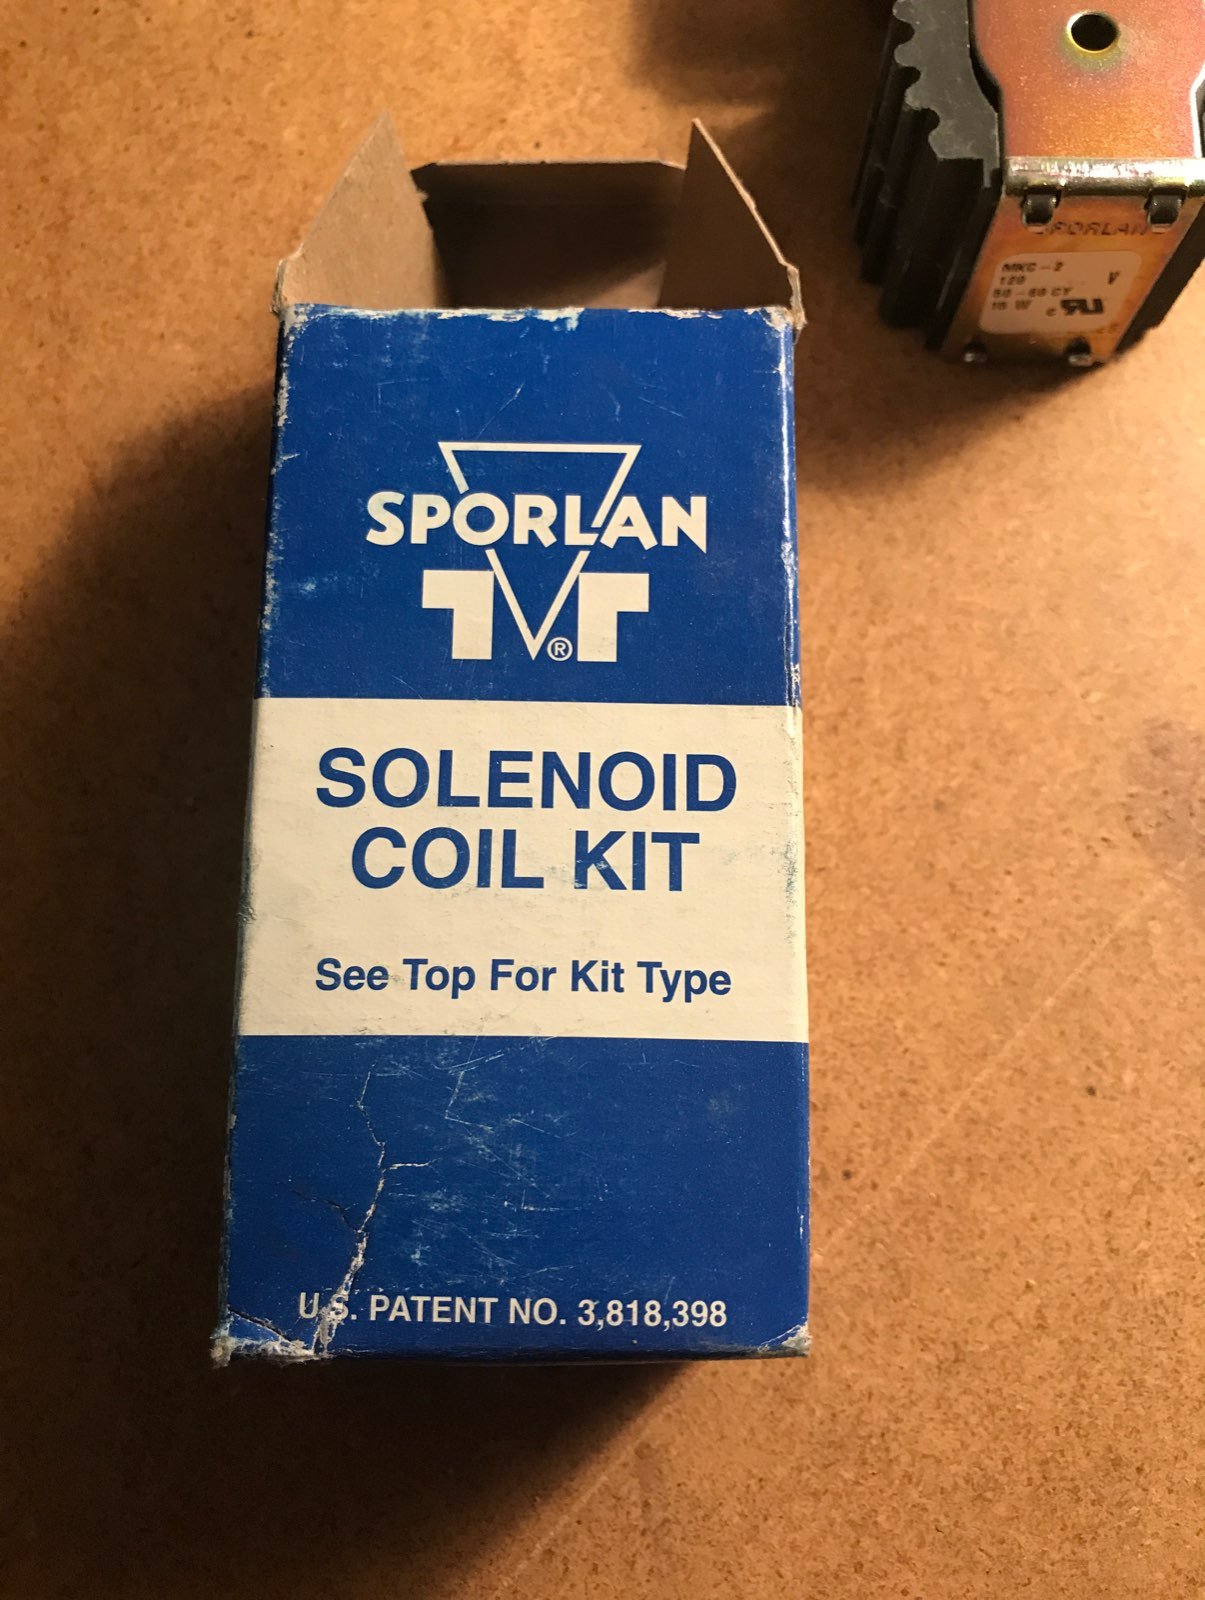 SPORLAN
®
SOLENOID
COIL KIT
See Top For Kit Type
U.S. PATENT NO. 3,818,398
SPORLAN
MKC-2
120 V
50-60 CY
15 W